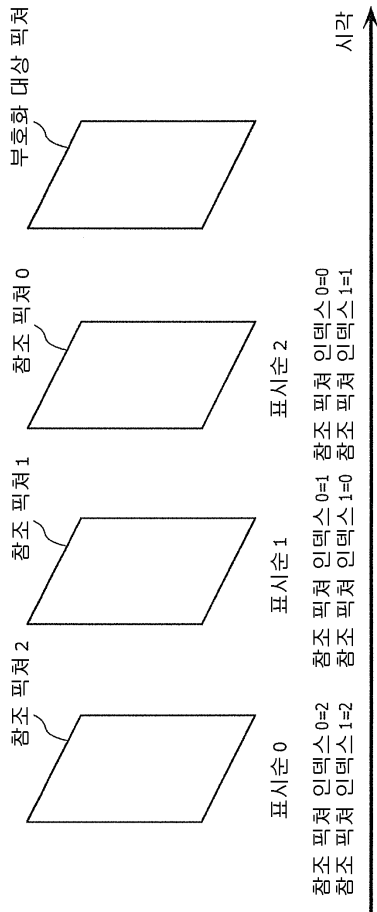 참조 픽쳐 2
참조 픽쳐 1
참조 픽쳐 0
부호화 대상 픽쳐
표시순 0
표시순 1
표시순 2
참조 픽쳐 인덱스 0=2
참조 픽쳐 인덱스 1=2
참조 픽쳐 인덱스 0=1
참조 픽쳐 인덱스 1=0
참조 픽쳐 인덱스 0=0
참조 픽쳐 인덱스 1=1
시각